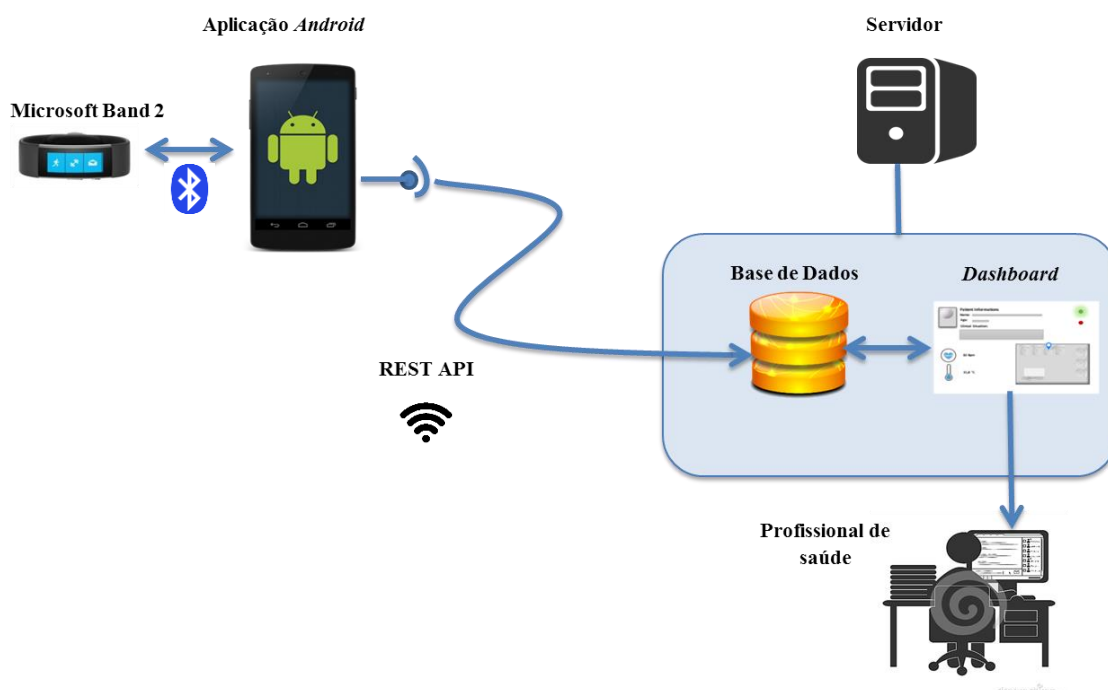 Aplicação Android
Servidor
Microsoft Band 2
Base de Dados
Dashboard
REST API
Profissional de
saúde